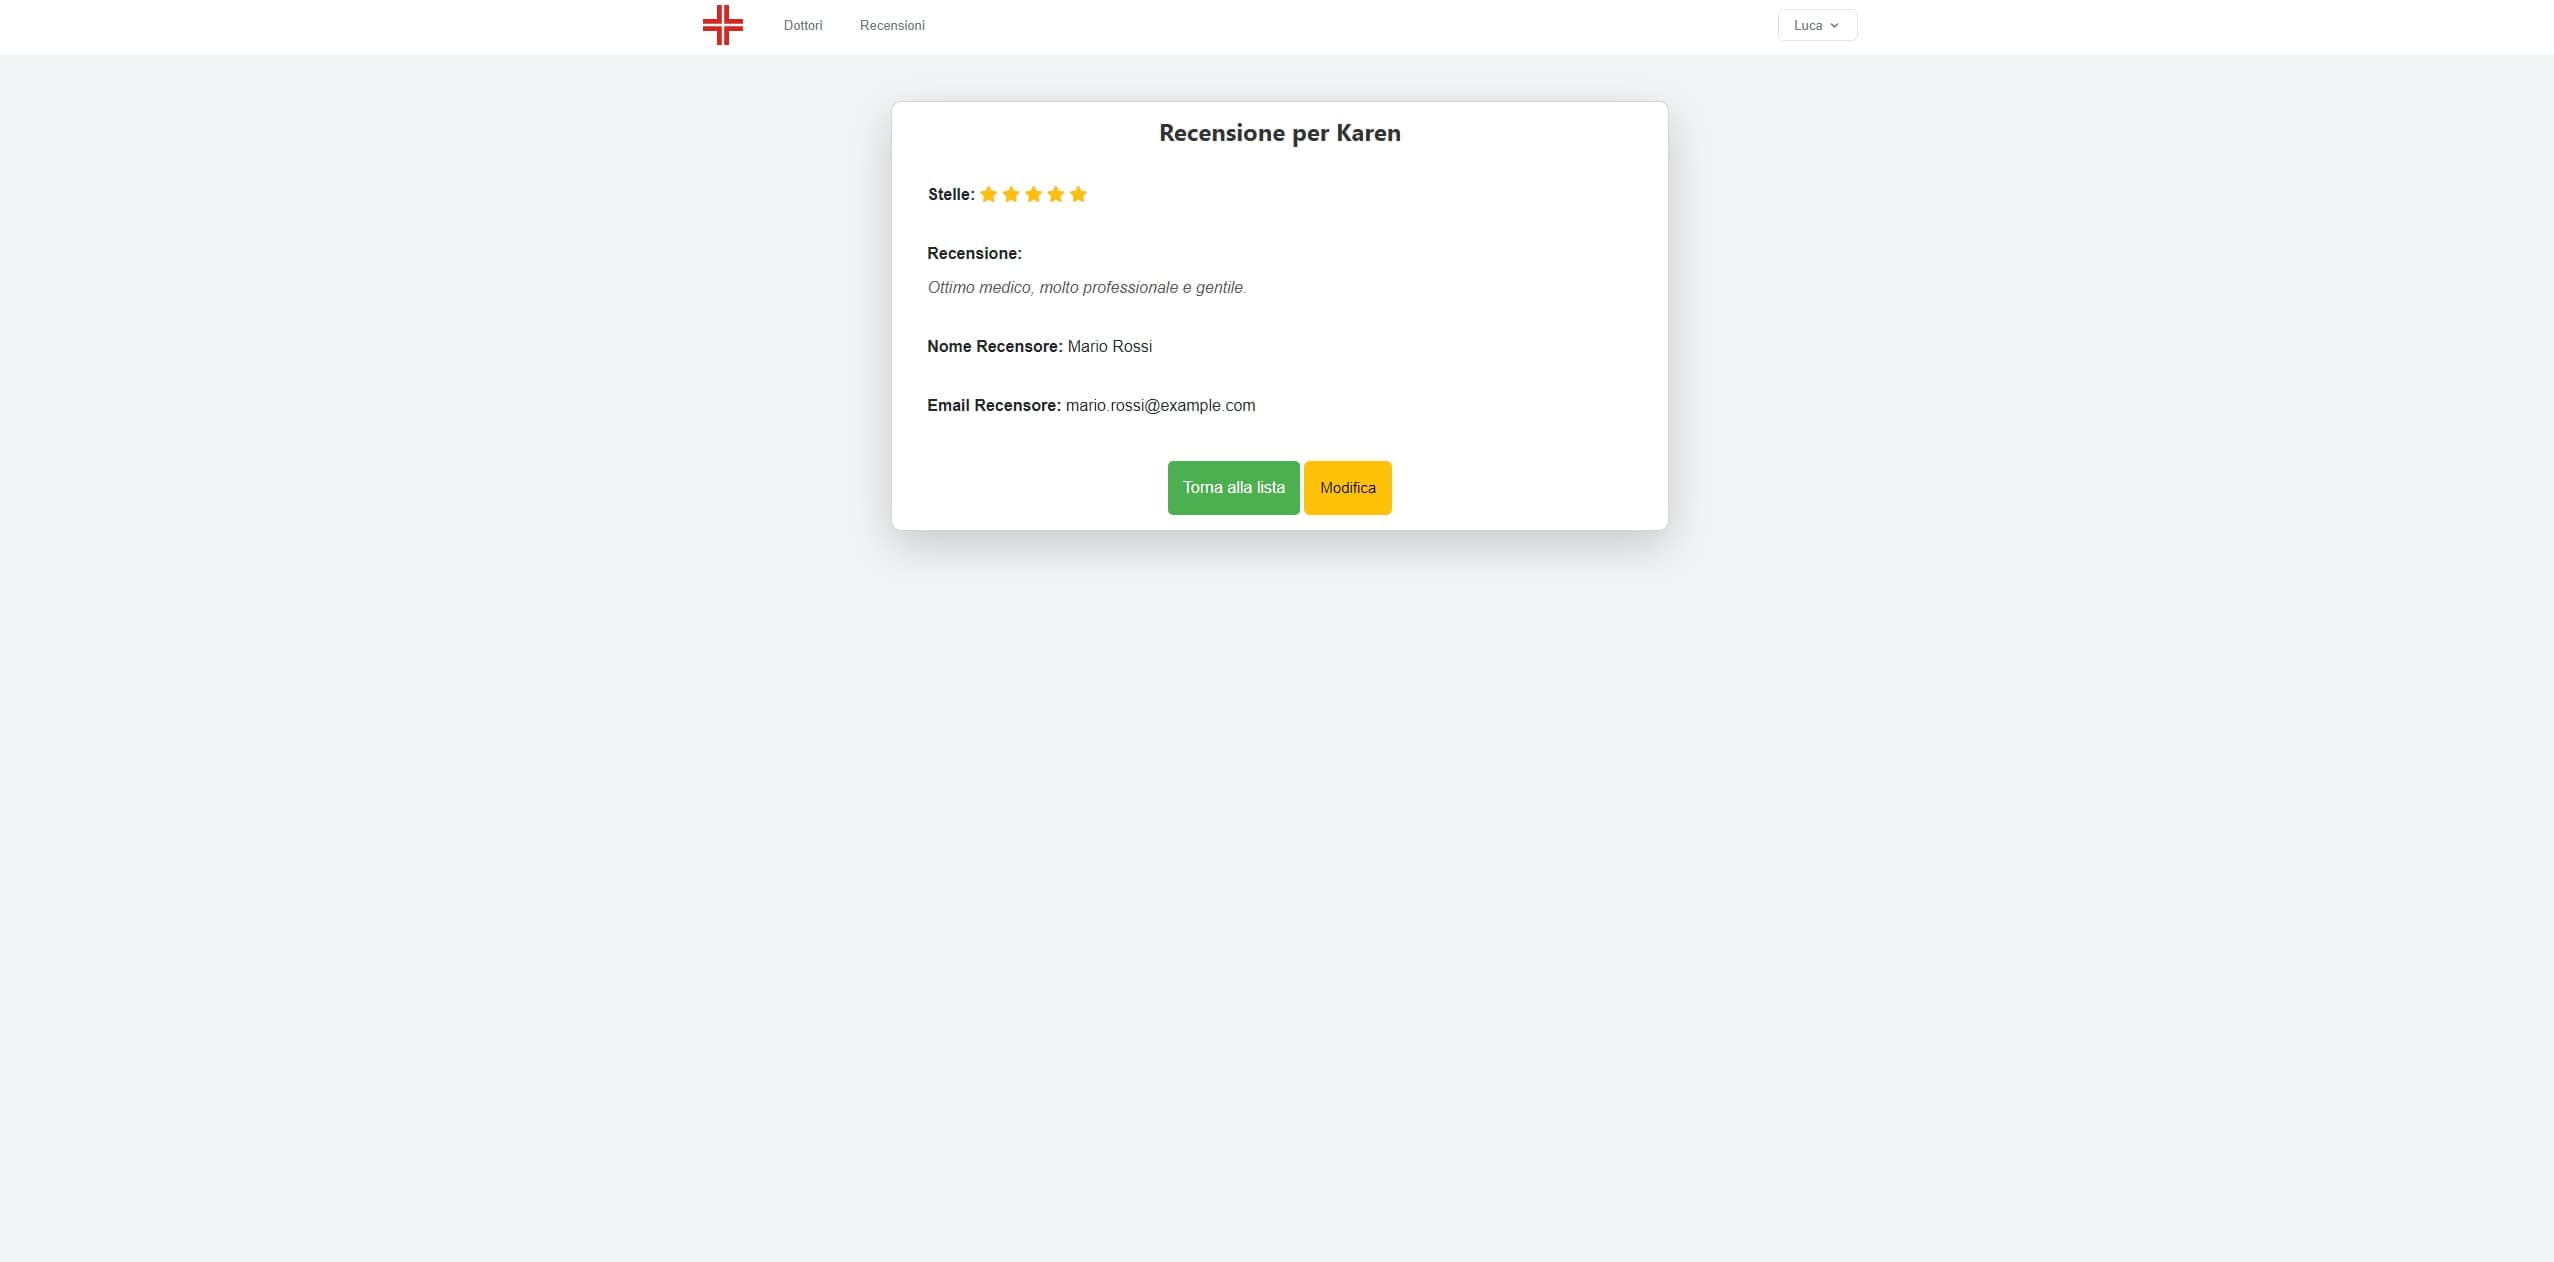 Dottori
Recensioni
Luca
Recensione per Karen
Stelle:
Recensione:
Ottimo medico, molto professionale e gentile.
Nome Recensore: Mario Rossi
Email Recensore: mario.rossi@example.com
Torna alla lista
Modifica